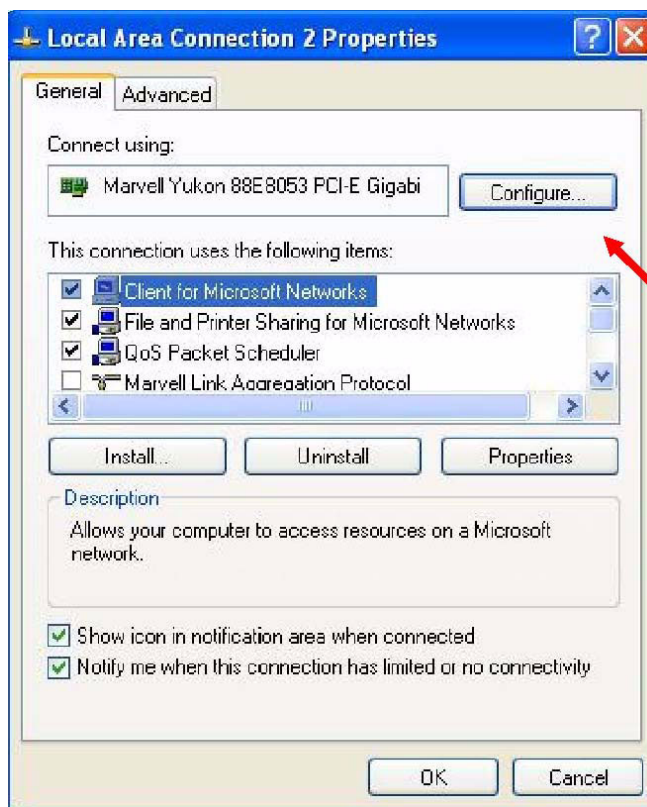 Local Area Connection 2 Properties
General Advanced
Connect using:
Marvell Yukon 88E8053 PCI-E Gigabi
Configure...
This connection uses the following items:
Client for Microsoft Networks
File and Printer Sharing for Microsoft Networks
QoS Packet Scheduler
Marvell Link Aggregation Protocol
Install... Uninstall Properties
Description
Allows your computer to access resources on a Microsoft
network.
Show icon in notification area when connected
Notify me when this connection has limited or no connectivity
OK Cancel